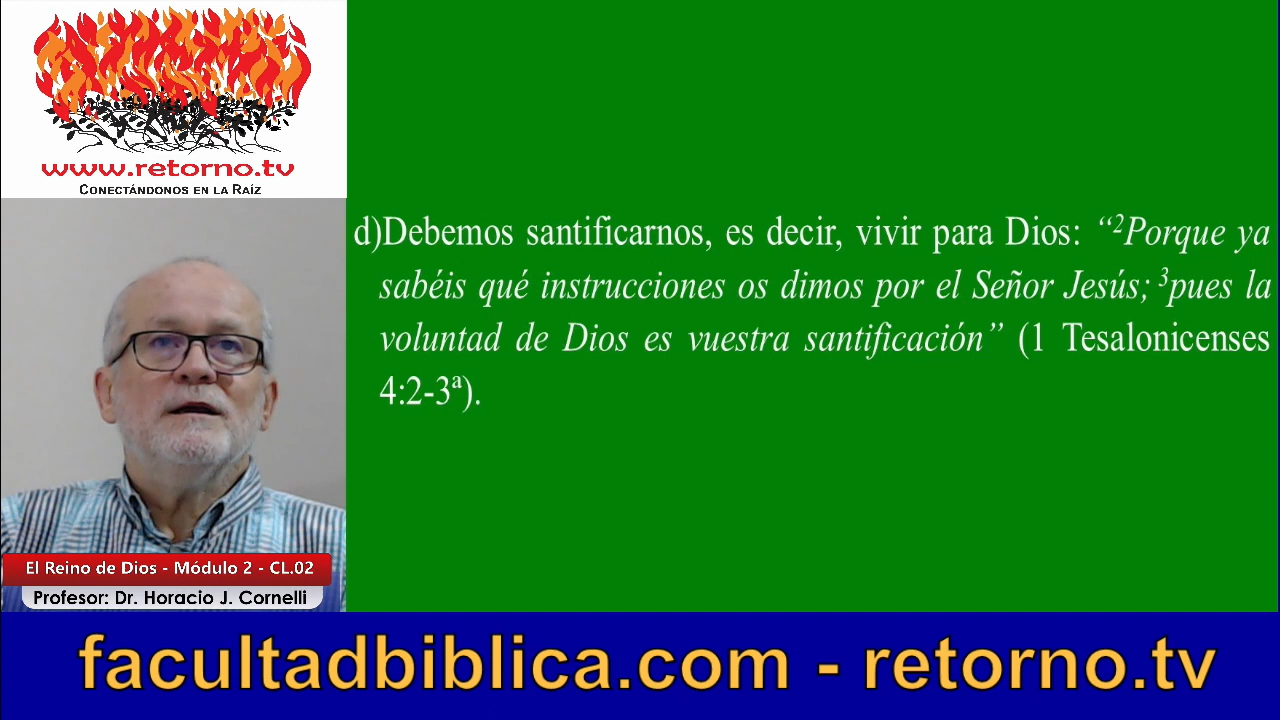 www.retorno.tv
CONECTÁNDONOS EN LA RAÍZ
d)Debemos santificarnos, es decir, vivir para Dios: “²Porque ya
sabéis qué instrucciones os dimos por el Señor Jesús; ³pues la
voluntad de Dios es vuestra santificación” (1 Tesalonicenses
4:2-3ª).
El Reino de Dios - Módulo 2 - CL.02
Profesor: Dr. Horacio J. Cornelli
facultadbiblica.com - retorno.tv